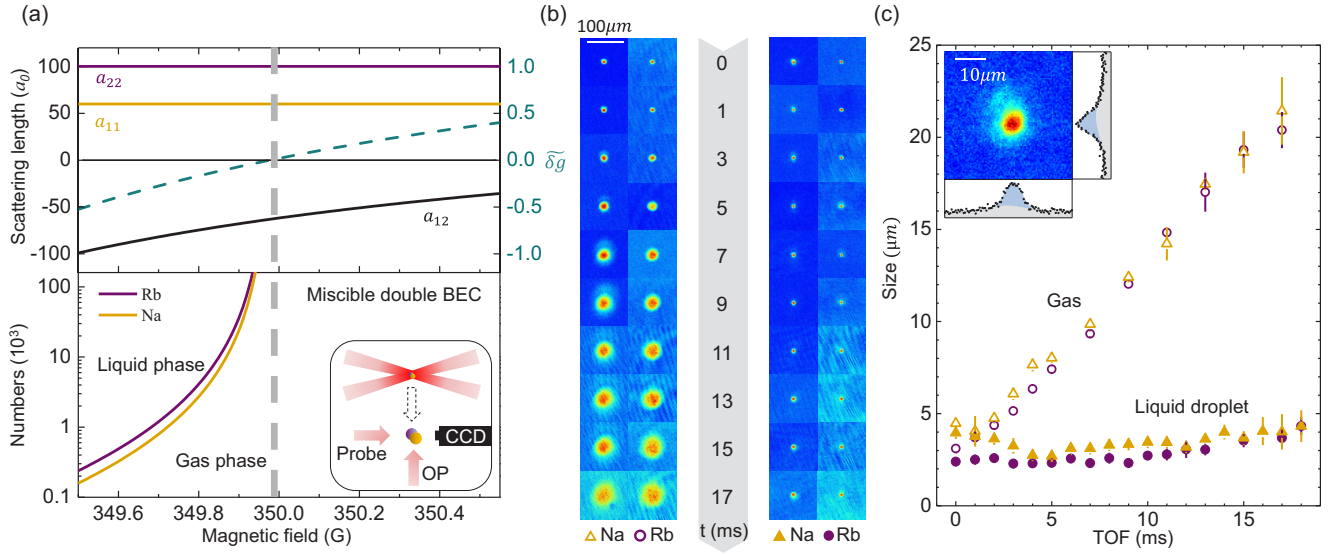 (a)
Scattering length (a₀)
100
50
0
-50
-100
a₂₂
a₁₁
a₁₂
1.0
0.5
0.0
-0.5
-1.0
δg̃
Numbers (10³)
100
10
1
0.1
Rb
Na
Miscible double BEC
Liquid phase
Gas phase
Probe
CCD
OP
349.6
349.8
350.0
350.2
350.4
Magnetic field (G)
(b)
100μm
0
1
3
5
7
9
11
13
15
17
t (ms)
Na
Rb
Na
Rb
(c)
25
20
15
10
5
0
Size (μm)
10μm
Gas
Liquid droplet
0
5
10
15
TOF (ms)